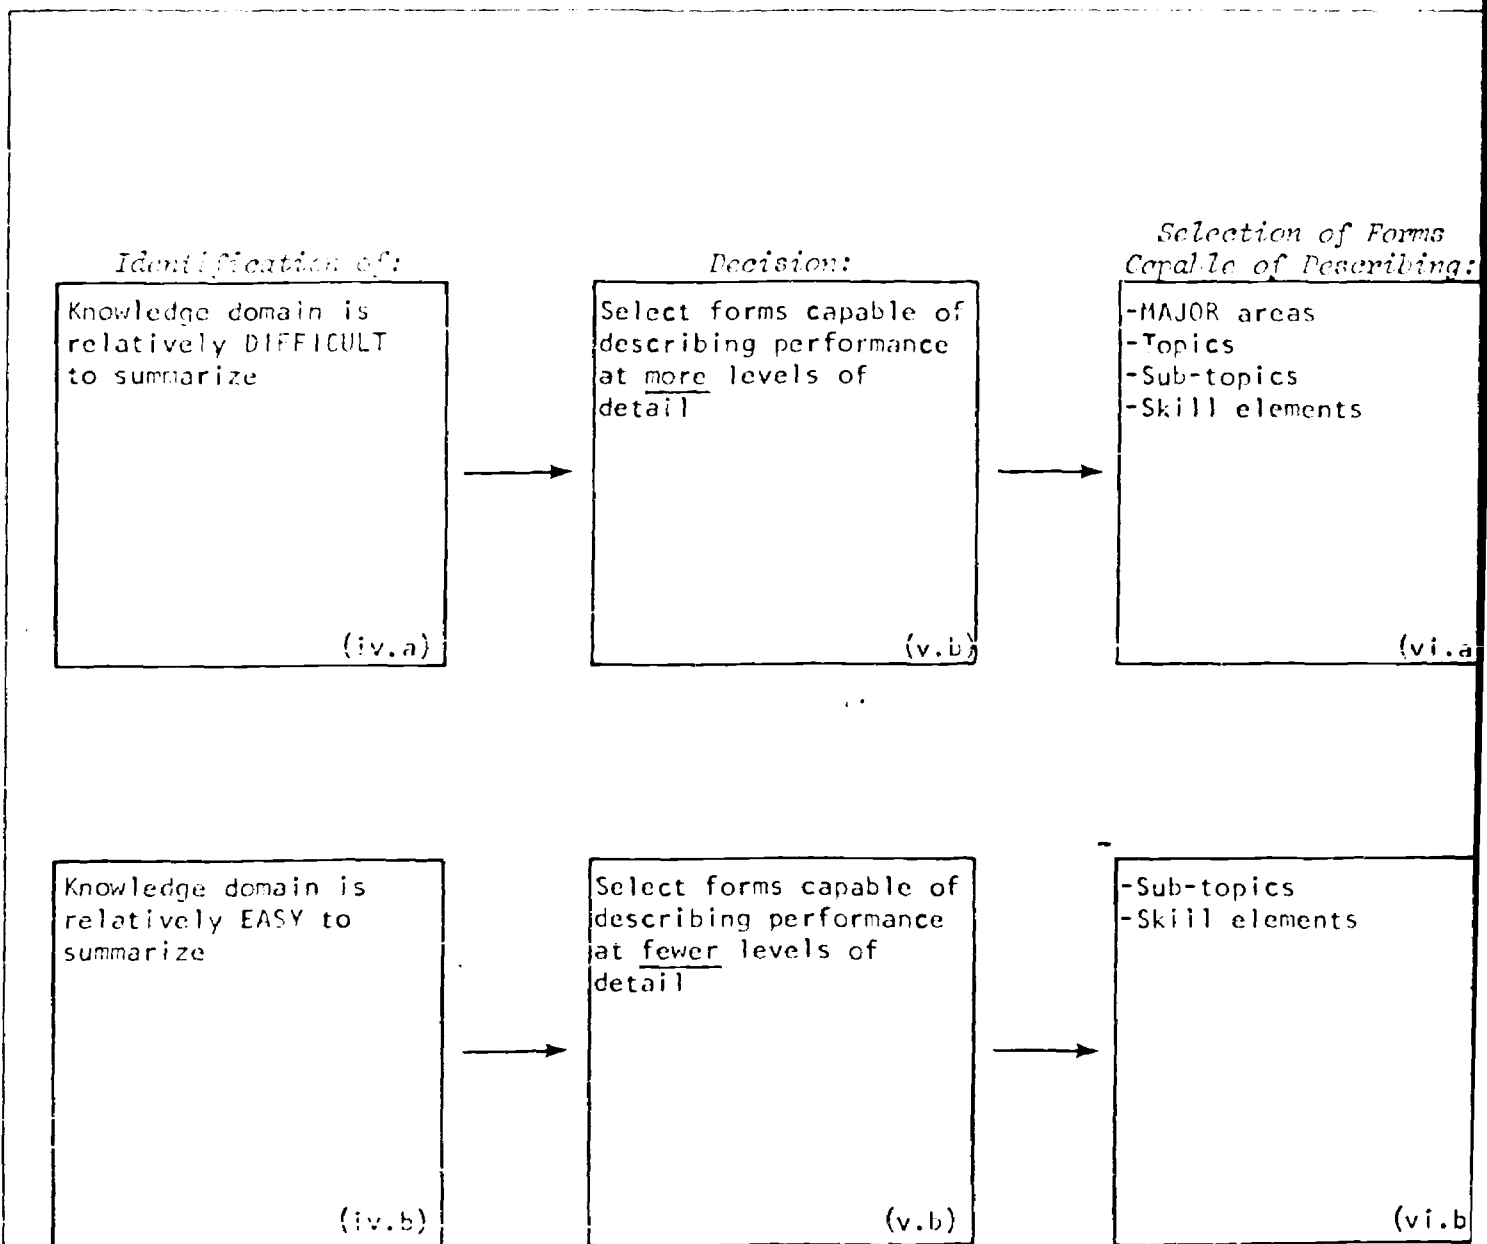 Identification of:
Decision:
Selection of Forms
Capable of Describing:
Knowledge domain is
relatively DIFFICULT
to summarize
(iv.a)
Select forms capable of
describing performance
at more levels of
detail
(v.b)
-MAJOR areas
-Topics
-Sub-topics
-Skill elements
(vi.a
Knowledge domain is
relatively EASY to
summarize
(iv.b)
Select forms capable of
describing performance
at fewer levels of
detail
(v.b)
-Sub-topics
-Skill elements
(vi.b